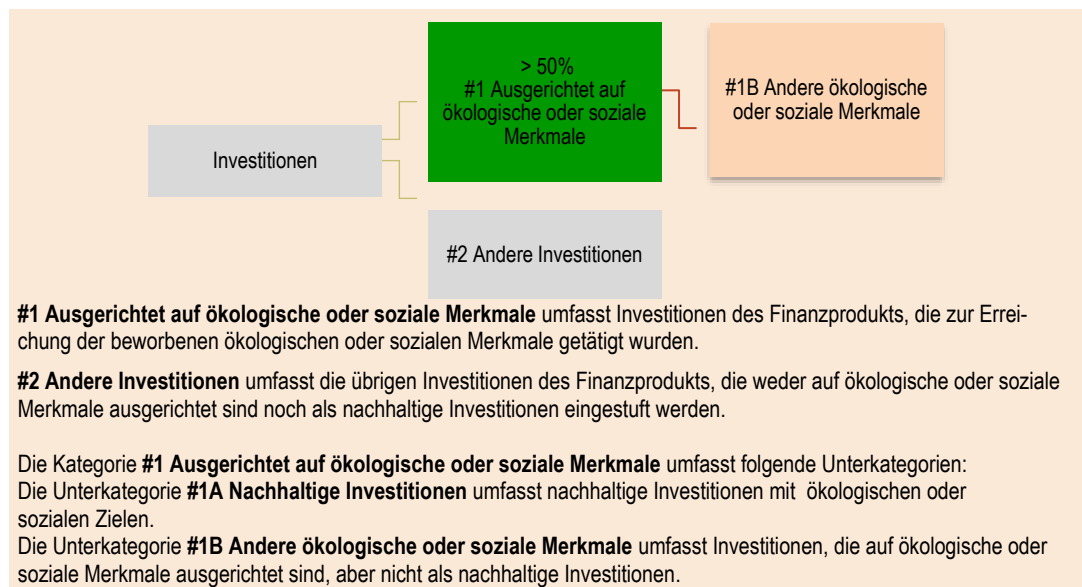 > 50%
#1 Ausgerichtet auf
ökologische oder soziale
Merkmale
#1B Andere ökologische
oder soziale Merkmale
Investitionen
#2 Andere Investitionen
#1 Ausgerichtet auf ökologische oder soziale Merkmale umfasst Investitionen des Finanzprodukts, die zur Errei-
chung der beworbenen ökologischen oder sozialen Merkmale getätigt wurden.
#2 Andere Investitionen umfasst die übrigen Investitionen des Finanzprodukts, die weder auf ökologische oder soziale
Merkmale ausgerichtet sind noch als nachhaltige Investitionen eingestuft werden.
Die Kategorie #1 Ausgerichtet auf ökologische oder soziale Merkmale umfasst folgende Unterkategorien:
Die Unterkategorie #1A Nachhaltige Investitionen umfasst nachhaltige Investitionen mit ökologischen oder
sozialen Zielen.
Die Unterkategorie #1B Andere ökologische oder soziale Merkmale umfasst Investitionen, die auf ökologische oder
soziale Merkmale ausgerichtet sind, aber nicht als nachhaltige Investitionen.